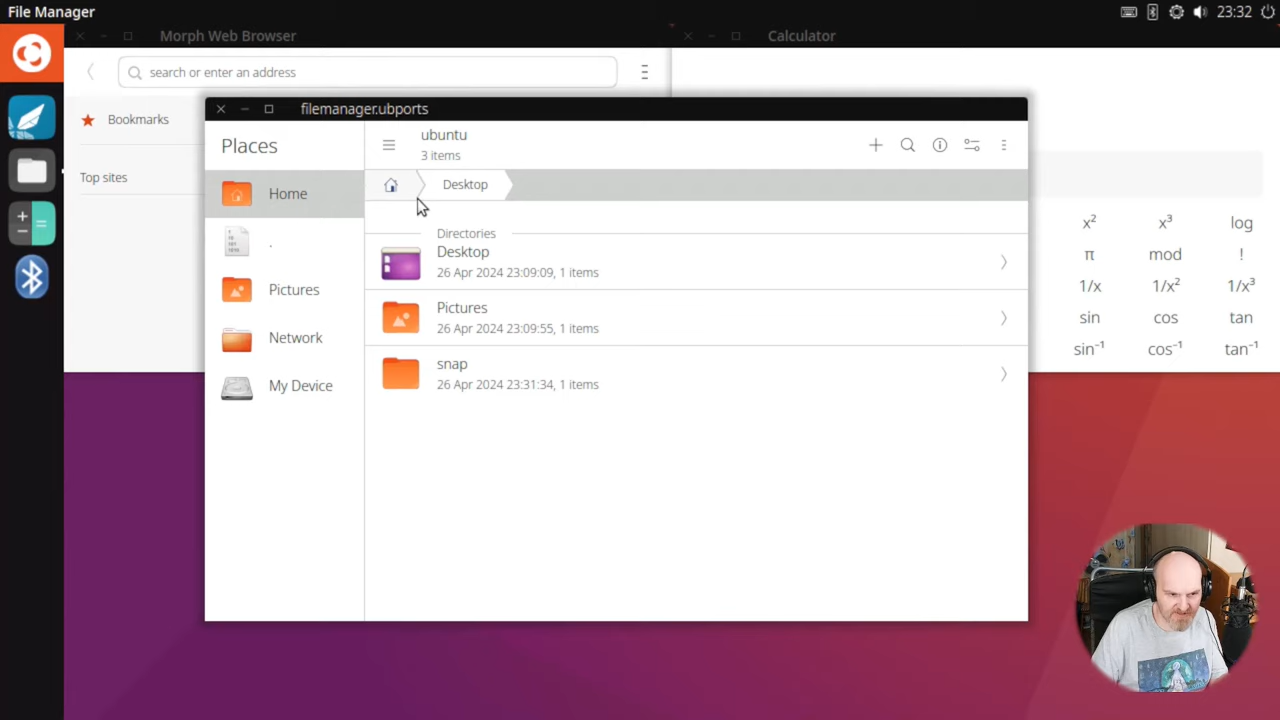 File Manager
23:32
Morph Web Browser
Calculator
search or enter an address
Bookmarks
Top sites
filemanager.ubports
Places
Home
.
Pictures
Network
My Device
ubuntu
3 items
Desktop
Directories
Desktop
26 Apr 2024 23:09:09, 1 items
Pictures
26 Apr 2024 23:09:55, 1 items
snap
26 Apr 2024 23:31:34, 1 items
x² x³ log
π mod !
1/x 1/x² 1/x³
sin cos tan
sin⁻¹ cos⁻¹ tan⁻¹